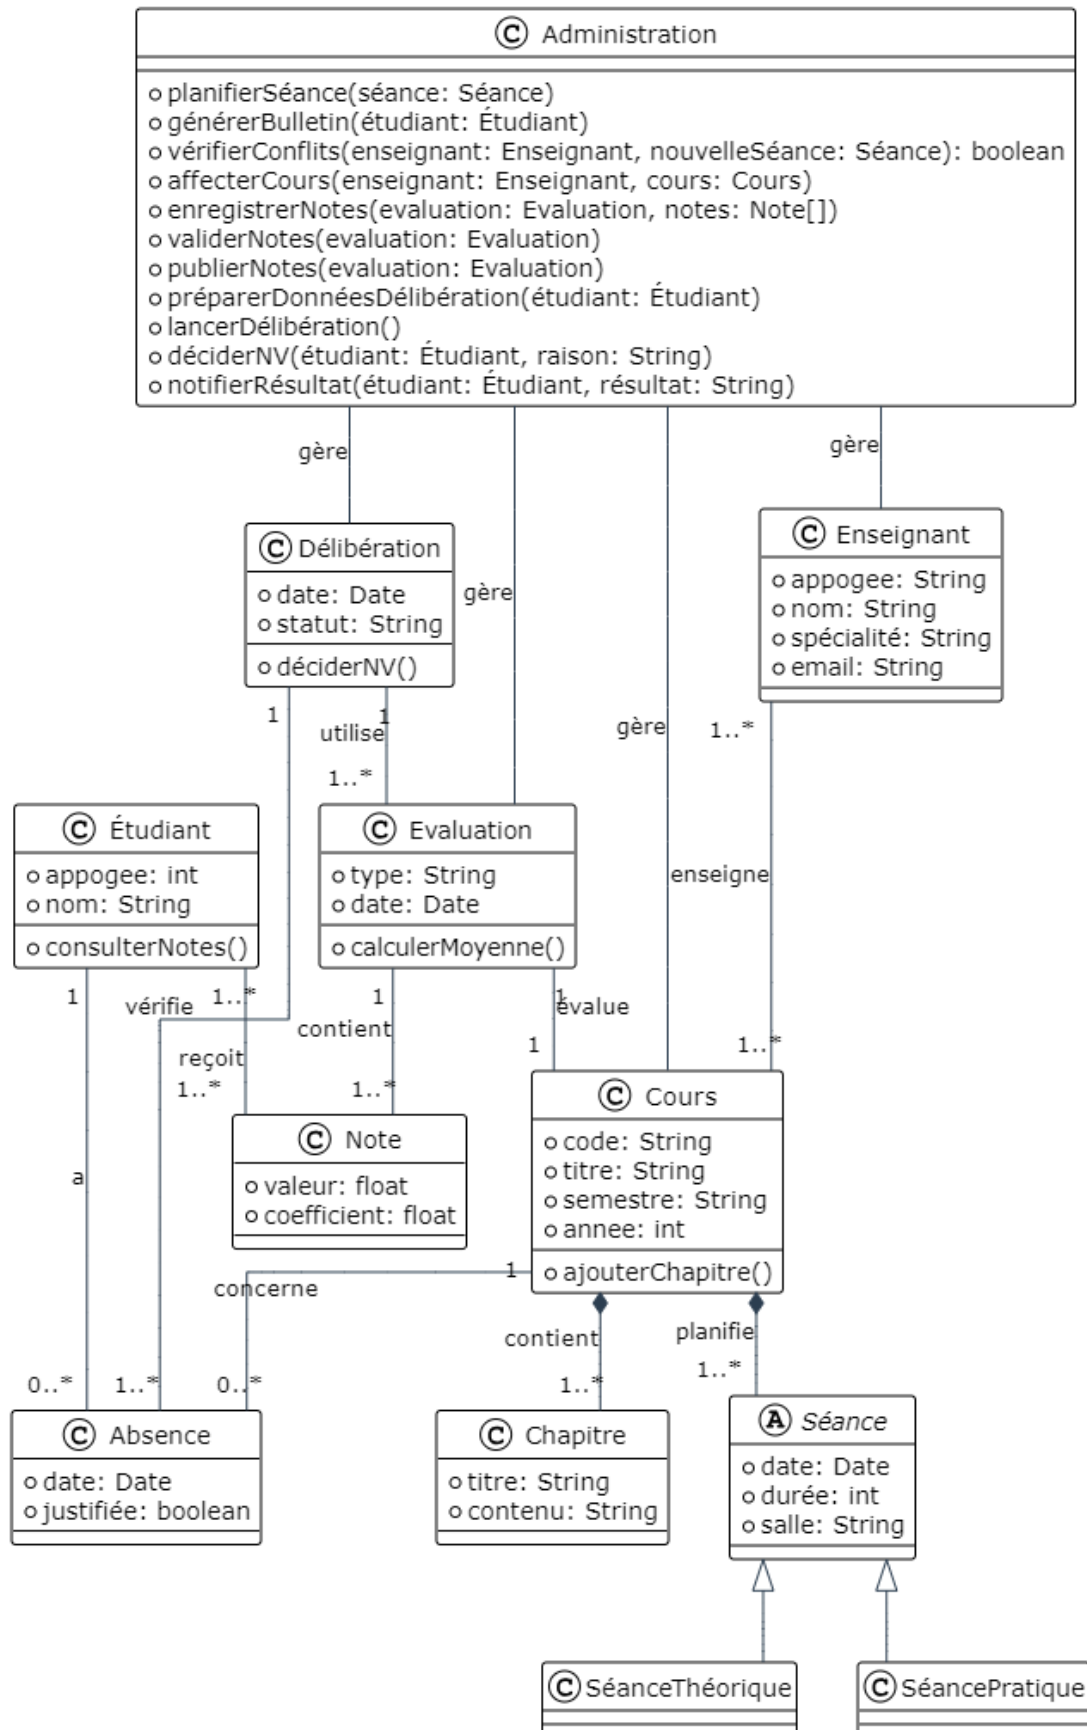 C Administration
planifierSéance(séance: Séance)
générerBulletin(étudiant: Étudiant)
vérifierConflits(enseignant: Enseignant, nouvelleSéance: Séance): boolean
affecterCours(enseignant: Enseignant, cours: Cours)
enregistrerNotes(evaluation: Evaluation, notes: Note[])
validerNotes(evaluation: Evaluation)
publierNotes(evaluation: Evaluation)
préparerDonnéesDélibération(étudiant: Étudiant)
lancerDélibération()
déciderNV(étudiant: Étudiant, raison: String)
notifierRésultat(étudiant: Étudiant, résultat: String)
gère
gère
C Délibération
date: Date
statut: String
déciderNV()
gère
C Enseignant
appogee: String
nom: String
spécialité: String
email: String
1
1
utilise
1..*
gère
1..*
C Étudiant
appogee: int
nom: String
consulterNotes()
C Evaluation
type: String
date: Date
calculerMoyenne()
enseigne
1
vérifie
1..*
reçoit
1..*
1
contient
1..*
1
évalue
1
1..*
C Note
valeur: float
coefficient: float
C Cours
code: String
titre: String
semestre: String
annee: int
ajouterChapitre()
a
1
concerne
contient
1..*
planifie
1..*
0..*
1..*
0..*
C Absence
date: Date
justifiée: boolean
C Chapitre
titre: String
contenu: String
A Séance
date: Date
durée: int
salle: String
C SéanceThéorique
C SéancePratique